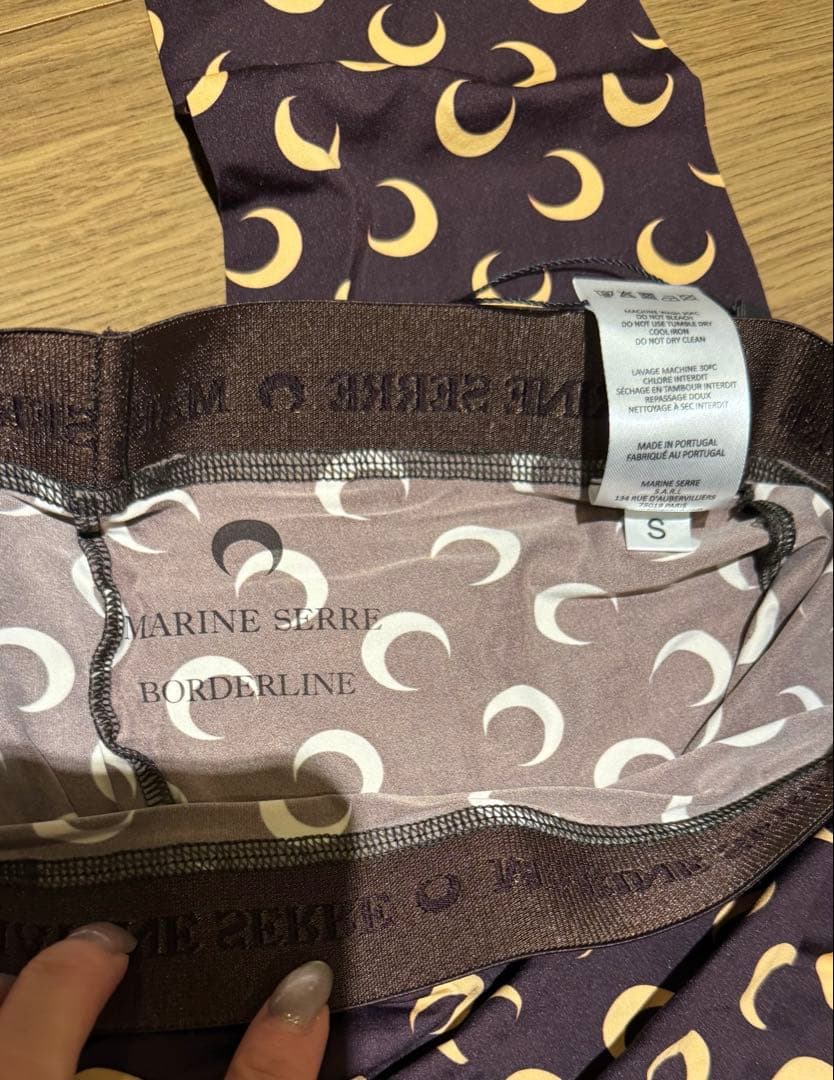 MACHINE WASH 30ºC
DO NOT BLEACH
DO NOT USE TUMBLE DRY
COOL IRON
DO NOT DRY CLEAN
LAVAGE MACHINE 30ºC
CHLORE INTERDIT
SÉCHAGE EN TAMBOUR INTERDIT
REPASSAGE DOUX
NETTOYAGE À SEC INTERDIT
MADE IN PORTUGAL
FABRIQUÉ AU PORTUGAL
MARINE SERRE
S.A.R.L
134 RUE D'AUBERVILLIERS
75019 PARIS
S
MARINE SERRE
BORDERLINE
MARINE SERRE